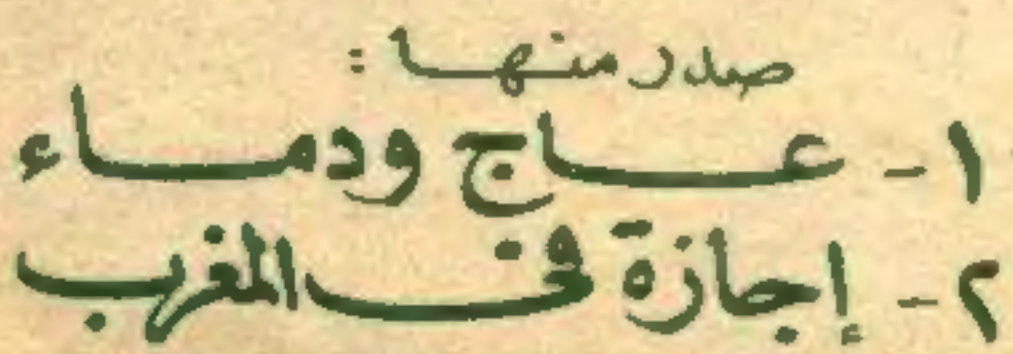 صدر منها :
١ - عاج ودماء
٢ - إجازة في المغرب